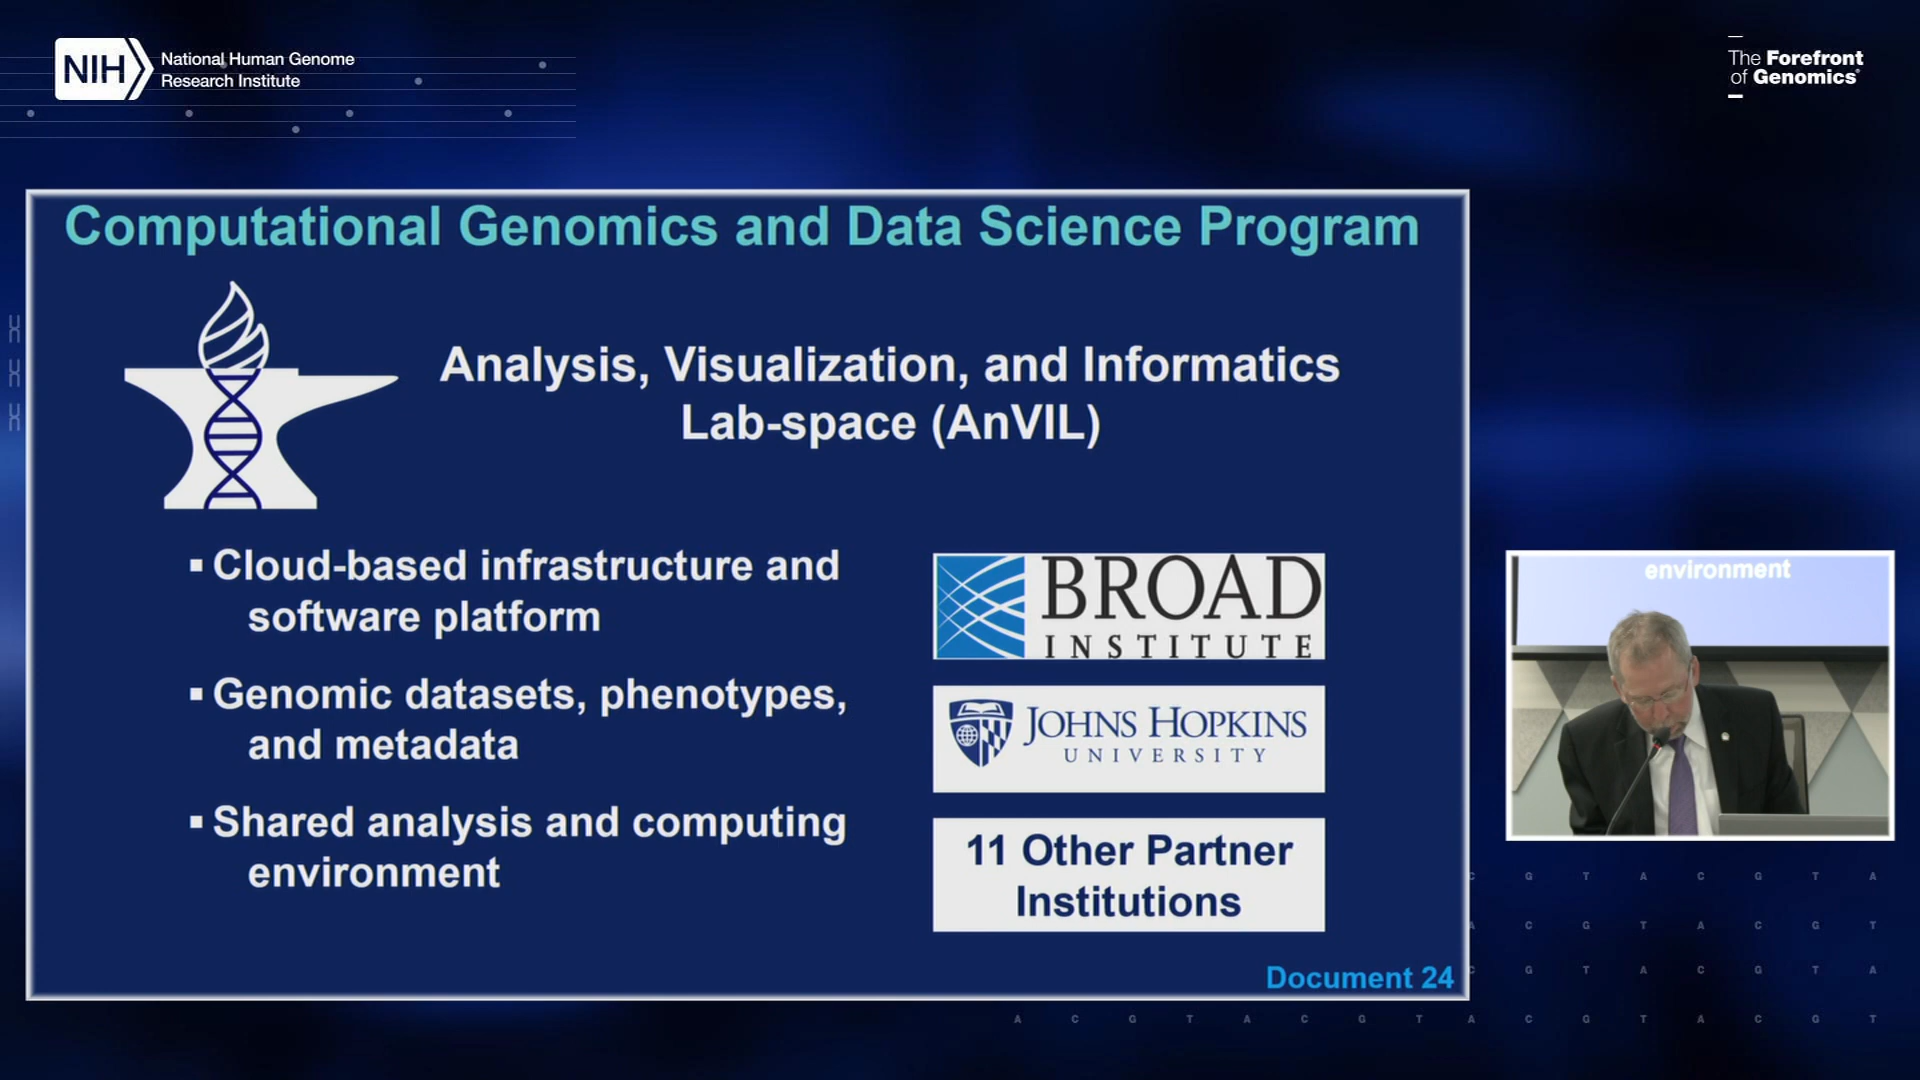 NIH
National Human Genome
Research Institute
The Forefront
of Genomics®
Computational Genomics and Data Science Program
Analysis, Visualization, and Informatics
Lab-space (AnVIL)
▪ Cloud-based infrastructure and
software platform
▪ Genomic datasets, phenotypes,
and metadata
▪ Shared analysis and computing
environment
BROAD
INSTITUTE
JOHNS HOPKINS
UNIVERSITY
11 Other Partner
Institutions
Document 24
environment
C G T A C G T A
A C G T A C G T
C G T A C G T A
A C G T A C G T A C G T A C G T